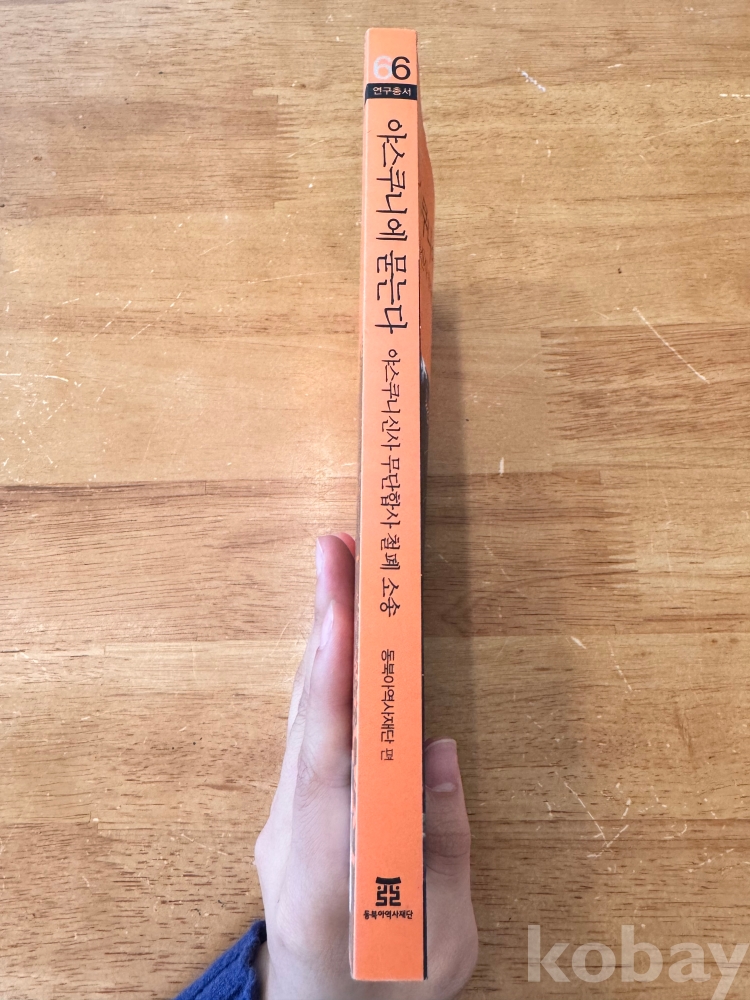 66
연구총서
야스쿠니에 묻는다
야스쿠니신사 무단합사 철폐 소송
동북아역사재단 편
동북아역사재단
kobay